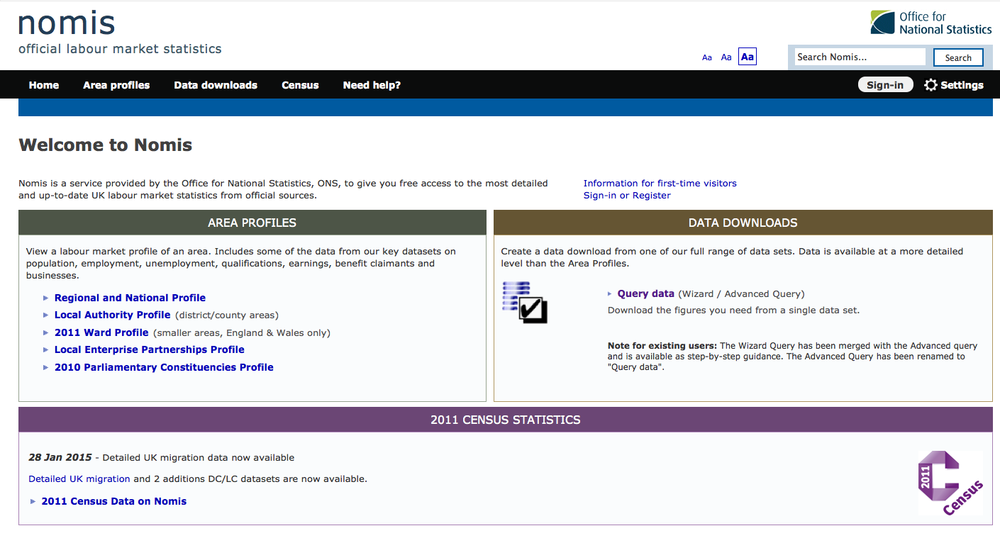 nomis
official labour market statistics
Office for
National Statistics
Aa Aa Aa
Search Nomis...
Search
Home Area profiles Data downloads Census Need help?
Sign-in Settings
Welcome to Nomis
Nomis is a service provided by the Office for National Statistics, ONS, to give you free access to the most detailed
and up-to-date UK labour market statistics from official sources.
Information for first-time visitors
Sign-in or Register
AREA PROFILES
View a labour market profile of an area. Includes some of the data from our key datasets on
population, employment, unemployment, qualifications, earnings, benefit claimants and
businesses.
Regional and National Profile
Local Authority Profile (district/county areas)
2011 Ward Profile (smaller areas, England & Wales only)
Local Enterprise Partnerships Profile
2010 Parliamentary Constituencies Profile
DATA DOWNLOADS
Create a data download from one of our full range of data sets. Data is available at a more detailed
level than the Area Profiles.
Query data (Wizard / Advanced Query)
Download the figures you need from a single data set.
Note for existing users: The Wizard Query has been merged with the Advanced query
and is available as step-by-step guidance. The Advanced Query has been renamed to
"Query data".
2011 CENSUS STATISTICS
28 Jan 2015 - Detailed UK migration data now available
Detailed UK migration and 2 additions DC/LC datasets are now available.
2011 Census Data on Nomis
2011
Census